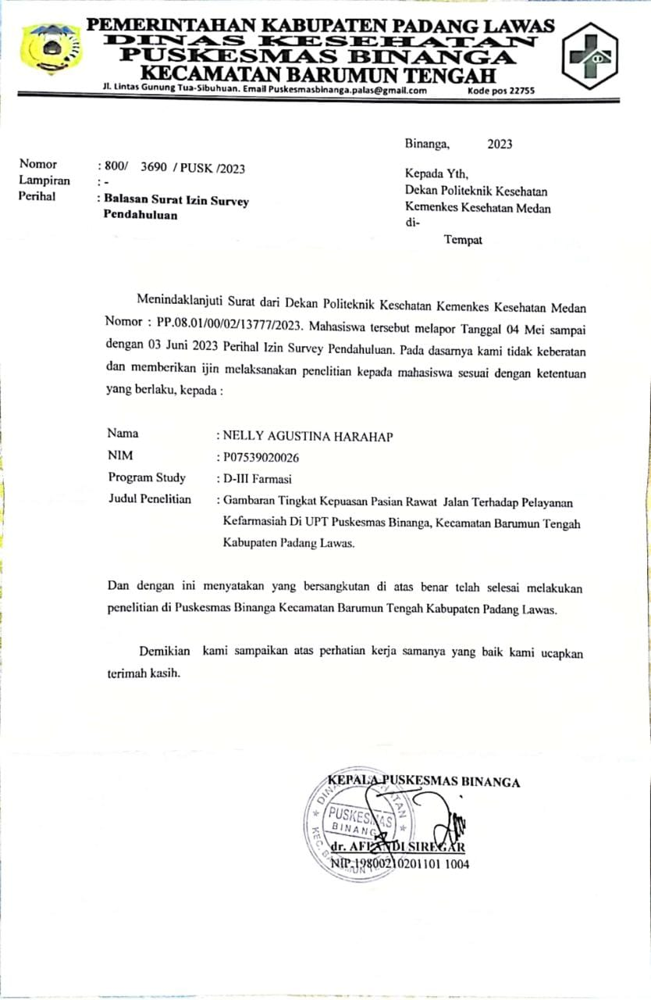 PEMERINTAHAN KABUPATEN PADANG LAWAS
DINAS KESEHATAN
PUSKESMAS BINANGA
KECAMATAN BARUMUN TENGAH
Jl. Lintas Gunung Tua-Sibuhuan. Email Puskesmasbinanga.palas@gmail.com Kode pos 22755
Binanga, 2023
Nomor : 800/ 3690 / PUSK /2023
Lampiran : -
Perihal : Balasan Surat Izin Survey
Pendahuluan
Kepada Yth,
Dekan Politeknik Kesehatan
Kemenkes Kesehatan Medan
di-
Tempat
Menindaklanjuti Surat dari Dekan Politeknik Kesehatan Kemenkes Kesehatan Medan
Nomor : PP.08.01/00/02/13777/2023. Mahasiswa tersebut melapor Tanggal 04 Mei sampai
dengan 03 Juni 2023 Perihal Izin Survey Pendahuluan. Pada dasarnya kami tidak keberatan
dan memberikan ijin melaksanakan penelitian kepada mahasiswa sesuai dengan ketentuan
yang berlaku, kepada :
Nama : NELLY AGUSTINA HARAHAP
NIM : P07539020026
Program Study : D-III Farmasi
Judul Penelitian : Gambaran Tingkat Kepuasan Pasian Rawat Jalan Terhadap Pelayanan
Kefarmasiah Di UPT Puskesmas Binanga, Kecamatan Barumun Tengah
Kabupaten Padang Lawas.
Dan dengan ini menyatakan yang bersangkutan di atas benar telah selesai melakukan
penelitian di Puskesmas Binanga Kecamatan Barumun Tengah Kabupaten Padang Lawas.
Demikian kami sampaikan atas perhatian kerja samanya yang baik kami ucapkan
terimah kasih.
KEPALA PUSKESMAS BINANGA
PUSKESMAS
BINANGA
dr. AFFANDI SIREGAR
NIP.19800210201101 1004